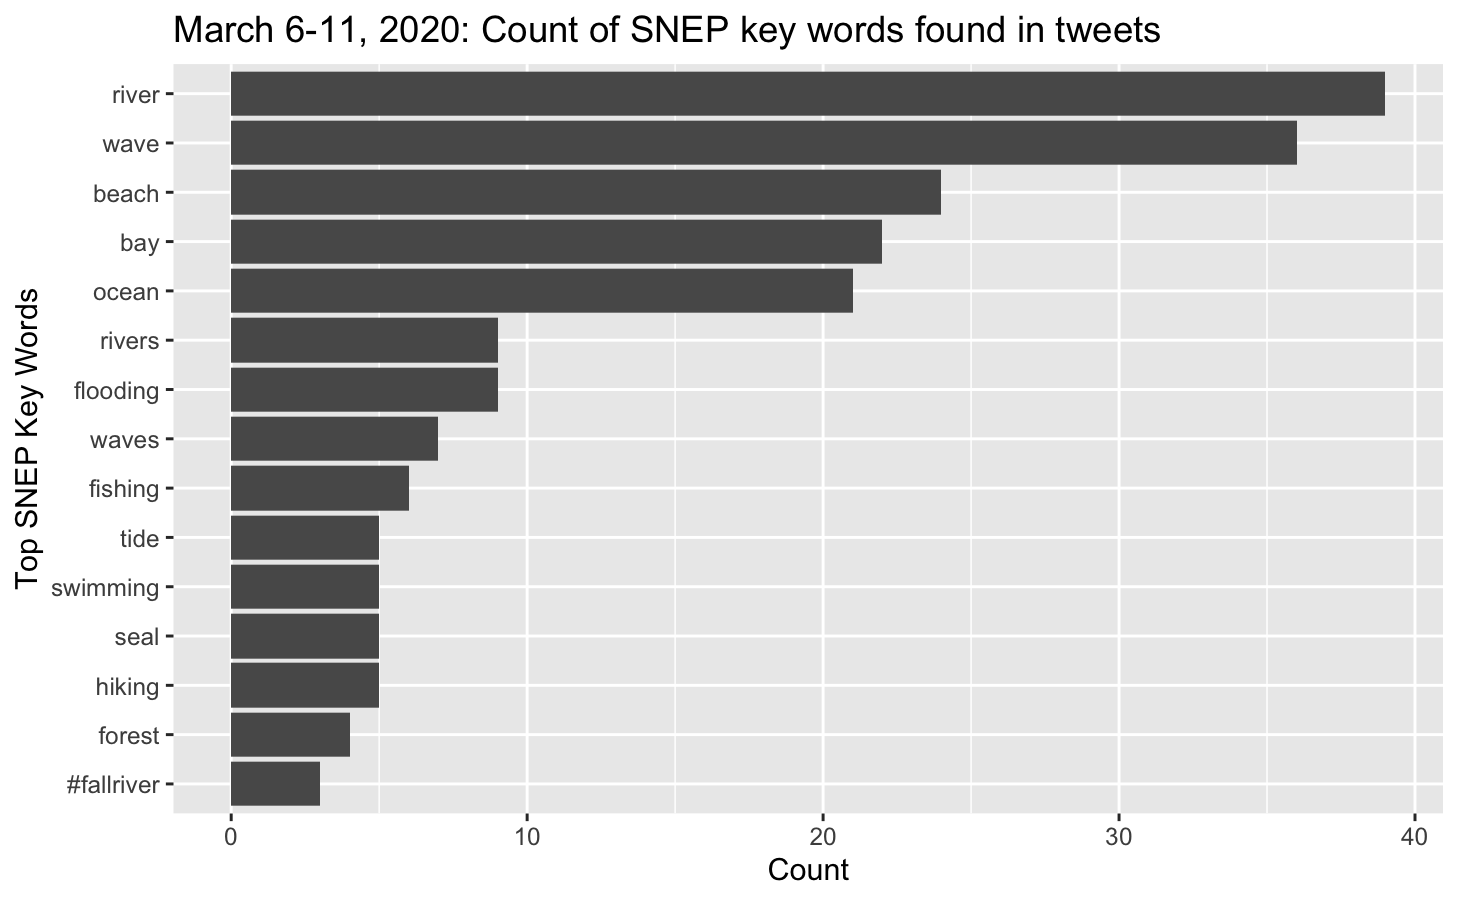 March 6-11, 2020: Count of SNEP key words found in tweets
Top SNEP Key Words
river
wave
beach
bay
ocean
rivers
flooding
waves
fishing
tide
swimming
seal
hiking
forest
#fallriver
0 10 20 30 40
Count